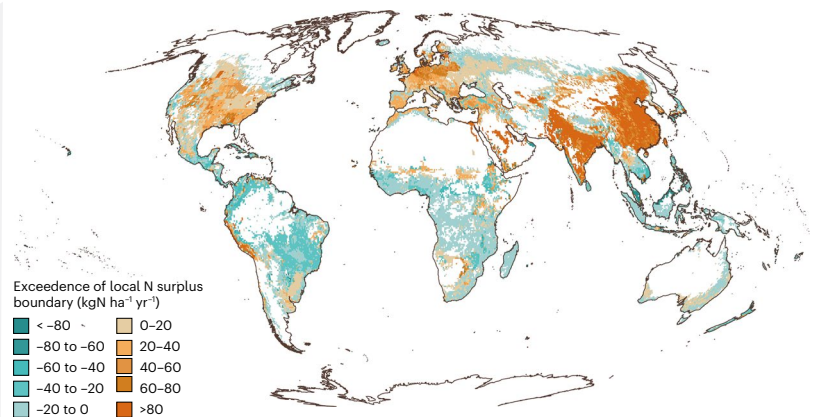 Exceedence of local N surplus
boundary (kgN ha⁻¹ yr⁻¹)
< –80
0–20
–80 to –60
20–40
–60 to –40
40–60
–40 to –20
60–80
–20 to 0
>80